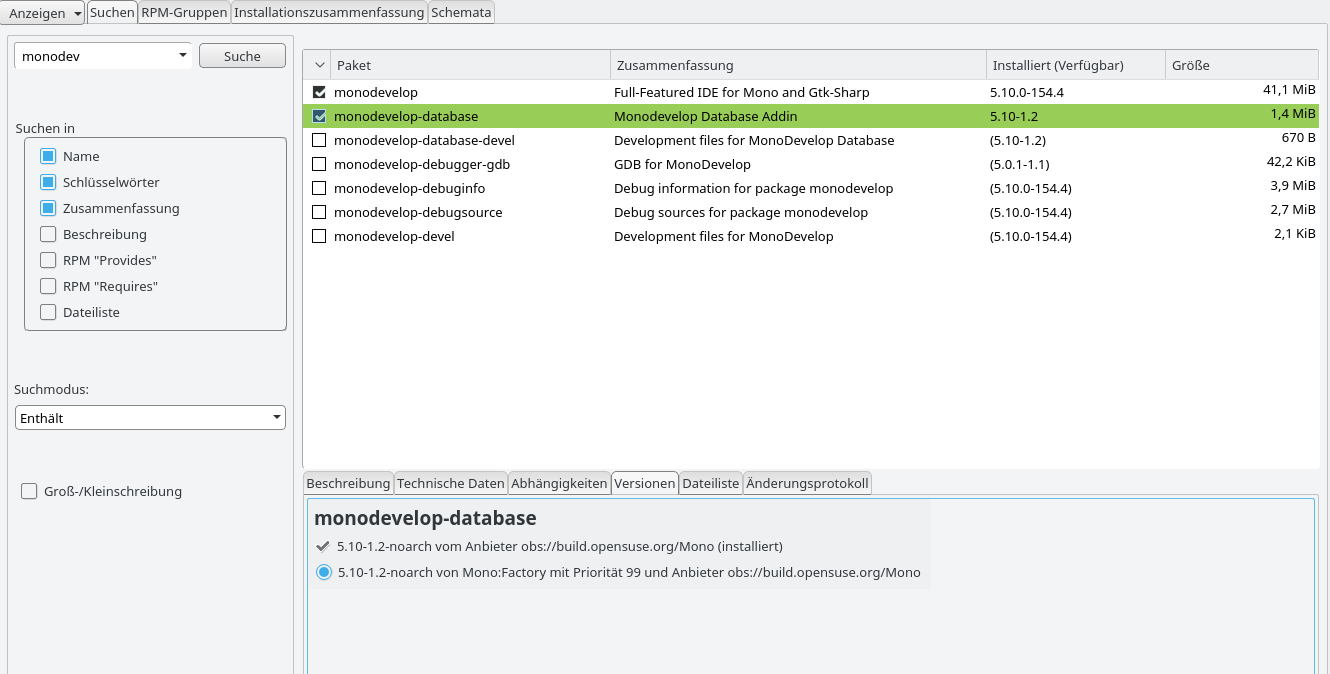 Anzeigen Suchen RPM-Gruppen Installationszusammenfassung Schemata
monodev Suche
Suchen in
Name
Schlüsselwörter
Zusammenfassung
Beschreibung
RPM "Provides"
RPM "Requires"
Dateiliste
Suchmodus:
Enthält
Groß-/Kleinschreibung
Paket Zusammenfassung Installiert (Verfügbar) Größe
monodevelop Full-Featured IDE for Mono and Gtk-Sharp 5.10.0-154.4 41,1 MiB
monodevelop-database Monodevelop Database Addin 5.10-1.2 1,4 MiB
monodevelop-database-devel Development files for MonoDevelop Database (5.10-1.2) 670 B
monodevelop-debugger-gdb GDB for MonoDevelop (5.0.1-1.1) 42,2 KiB
monodevelop-debuginfo Debug information for package monodevelop (5.10.0-154.4) 3,9 MiB
monodevelop-debugsource Debug sources for package monodevelop (5.10.0-154.4) 2,7 MiB
monodevelop-devel Development files for MonoDevelop (5.10.0-154.4) 2,1 KiB
Beschreibung Technische Daten Abhängigkeiten Versionen Dateiliste Änderungsprotokoll
monodevelop-database
5.10-1.2-noarch vom Anbieter obs://build.opensuse.org/Mono (installiert)
5.10-1.2-noarch von Mono:Factory mit Priorität 99 und Anbieter obs://build.opensuse.org/Mono